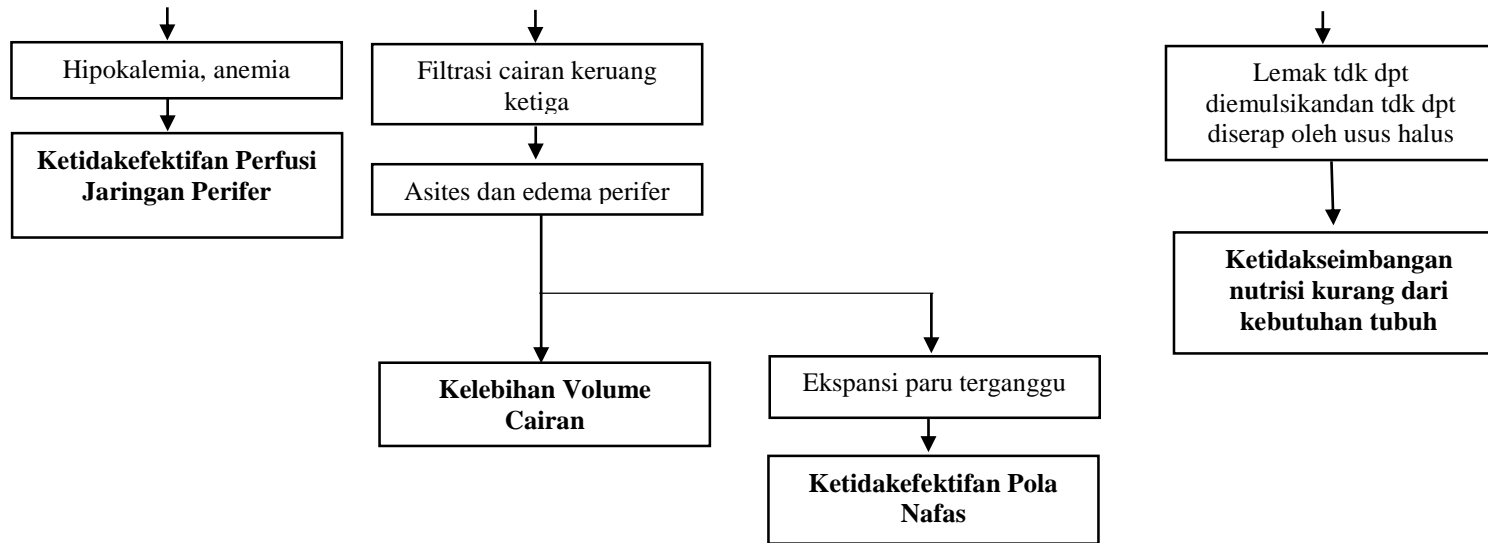 Hipokalemia, anemia
Ketidakefektifan Perfusi
Jaringan Perifer
Filtrasi cairan keruang
ketiga
Asites dan edema perifer
Kelebihan Volume
Cairan
Ekspansi paru terganggu
Ketidakefektifan Pola
Nafas
Lemak tdk dpt
diemulsikandan tdk dpt
diserap oleh usus halus
Ketidakseimbangan
nutrisi kurang dari
kebutuhan tubuh